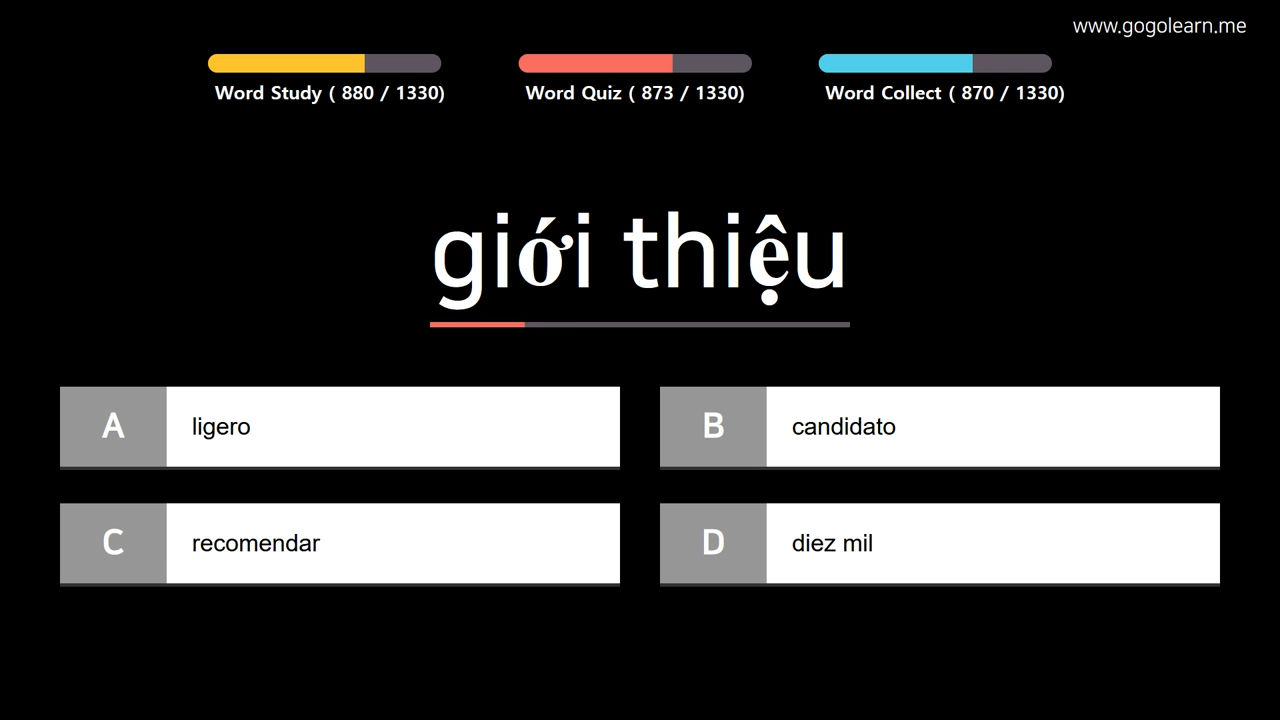 www.gogolearn.me
Word Study ( 880 / 1330)
Word Quiz ( 873 / 1330)
Word Collect ( 870 / 1330)
giới thiệu
A ligero
B candidato
C recomendar
D diez mil